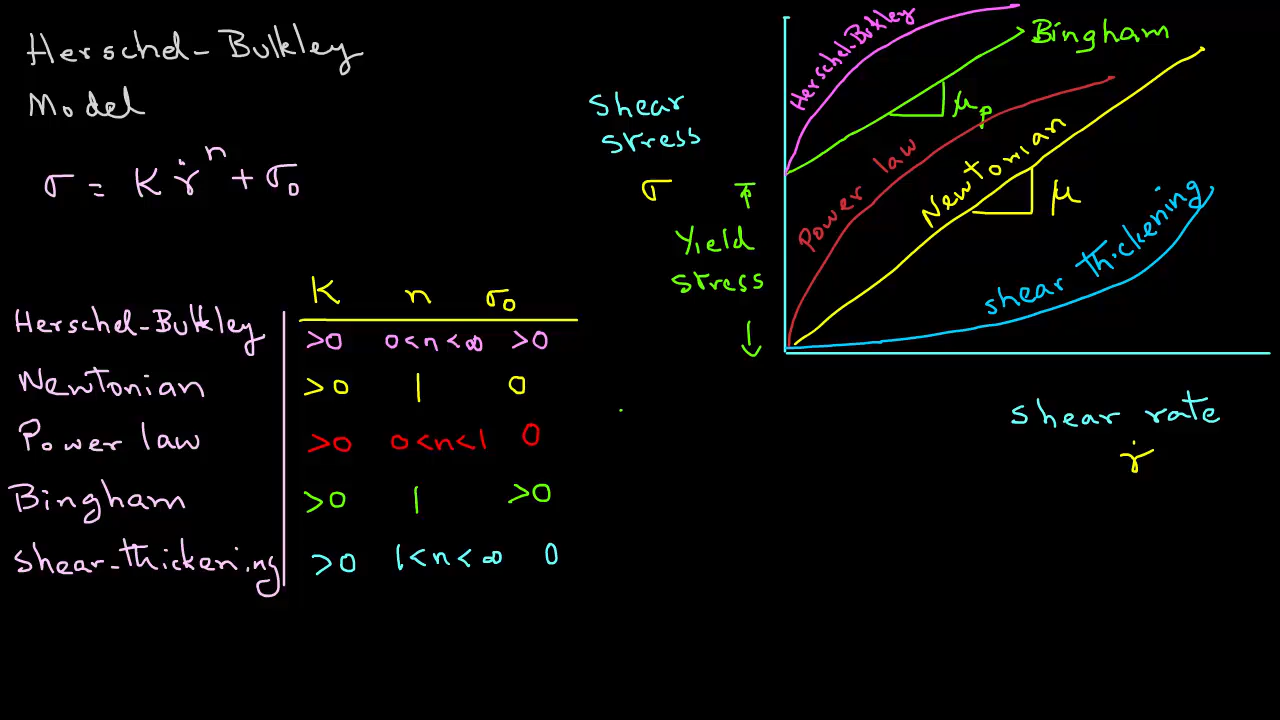 Herschel-Bulkley
Model
σ = K γ̇ⁿ + σ₀
K n σ₀
Herschel-Bulkley >0 0<n<∞ >0
Newtonian >0 1 0
Power law >0 0<n<1 0
Bingham >0 1 >0
shear-thickening >0 1<n<∞ 0
shear
stress
σ
Yield
stress
Herschel-Bulkley
Bingham
μp
Power law
Newtonian
μ
shear thickening
shear rate
γ̇